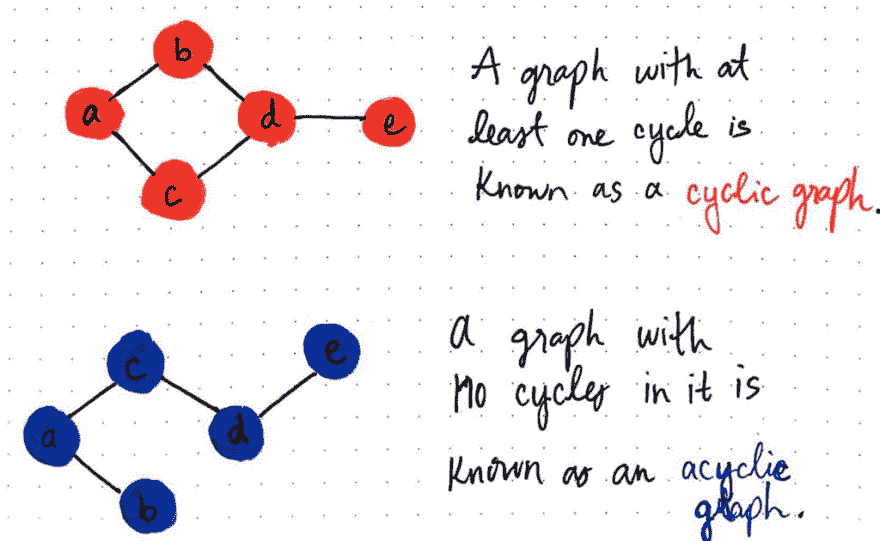 b
a
d
e
c
A graph with at
least one cycle is
Known as a cyclic graph.
c
e
a
d
b
a graph with
no cycles in it is
Known as an acyclic
graph.